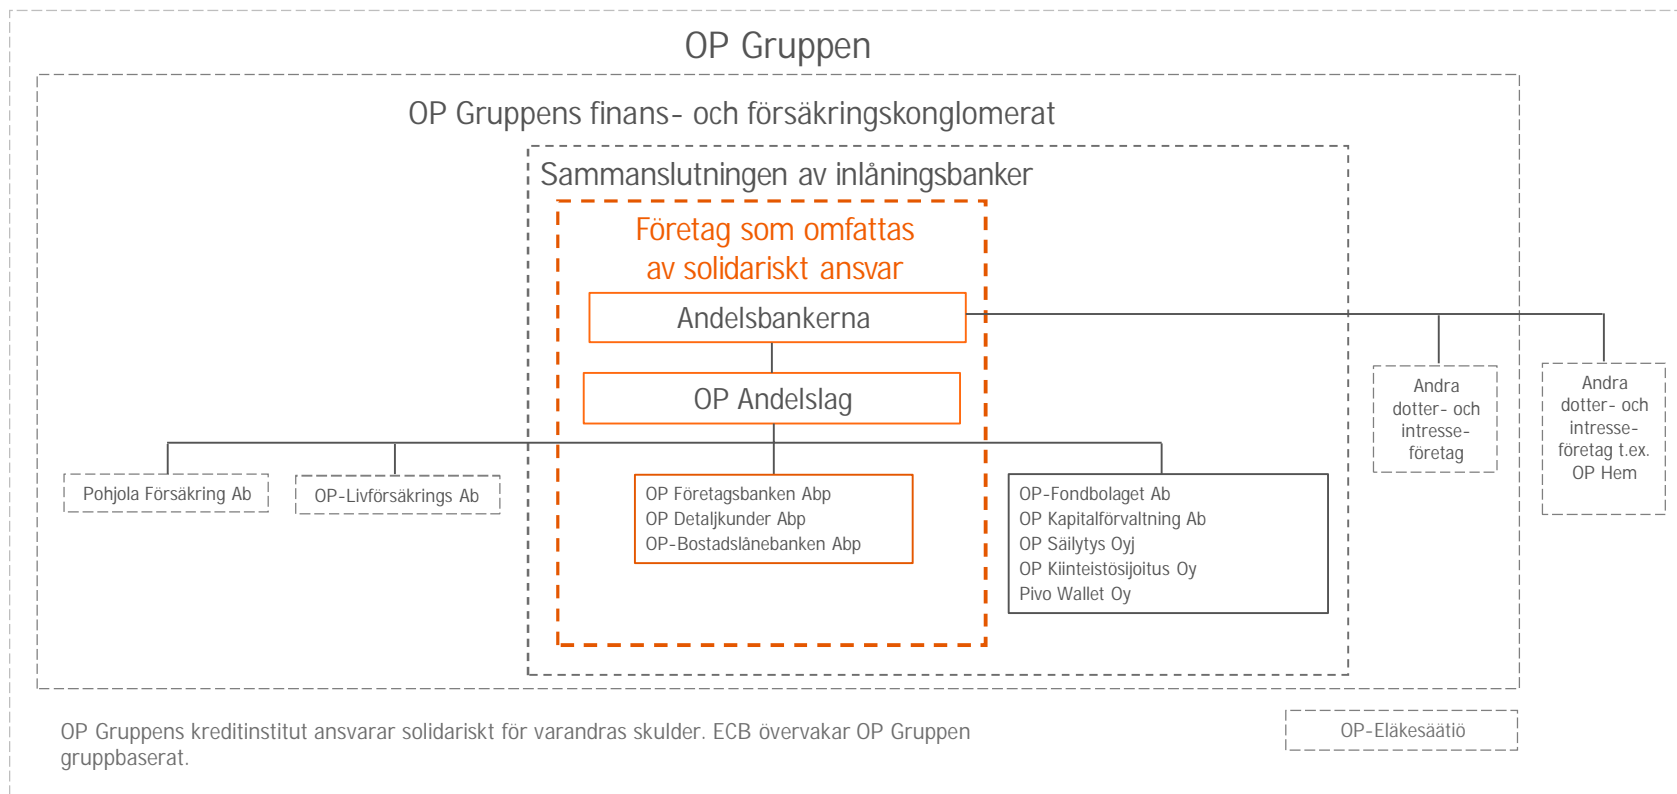 OP Gruppen
OP Gruppens finans- och försäkringskonglomerat
Sammanslutningen av inlåningsbanker
Företag som omfattas
av solidariskt ansvar
Andelsbankerna
OP Andelslag
Pohjola Försäkring Ab
OP-Livförsäkrings Ab
OP Företagsbanken Abp
OP Detaljkunder Abp
OP-Bostadslånebanken Abp
OP-Fondbolaget Ab
OP Kapitalförvaltning Ab
OP Säilytys Oyj
OP Kiinteistösijoitus Oy
Pivo Wallet Oy
Andra
dotter- och
intresse-
företag
Andra
dotter- och
intresse-
företag t.ex.
OP Hem
OP Gruppens kreditinstitut ansvarar solidariskt för varandras skulder. ECB övervakar OP Gruppen
gruppbaserat.
OP-Eläkesäätiö